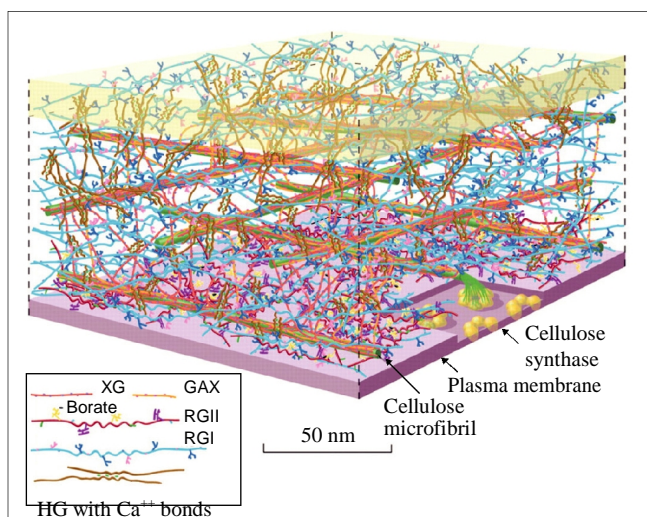 Cellulose
synthase
Plasma membrane
Cellulose
microfibril
50 nm
XG GAX
Borate
RGII
RGI
HG with Ca⁺⁺ bonds